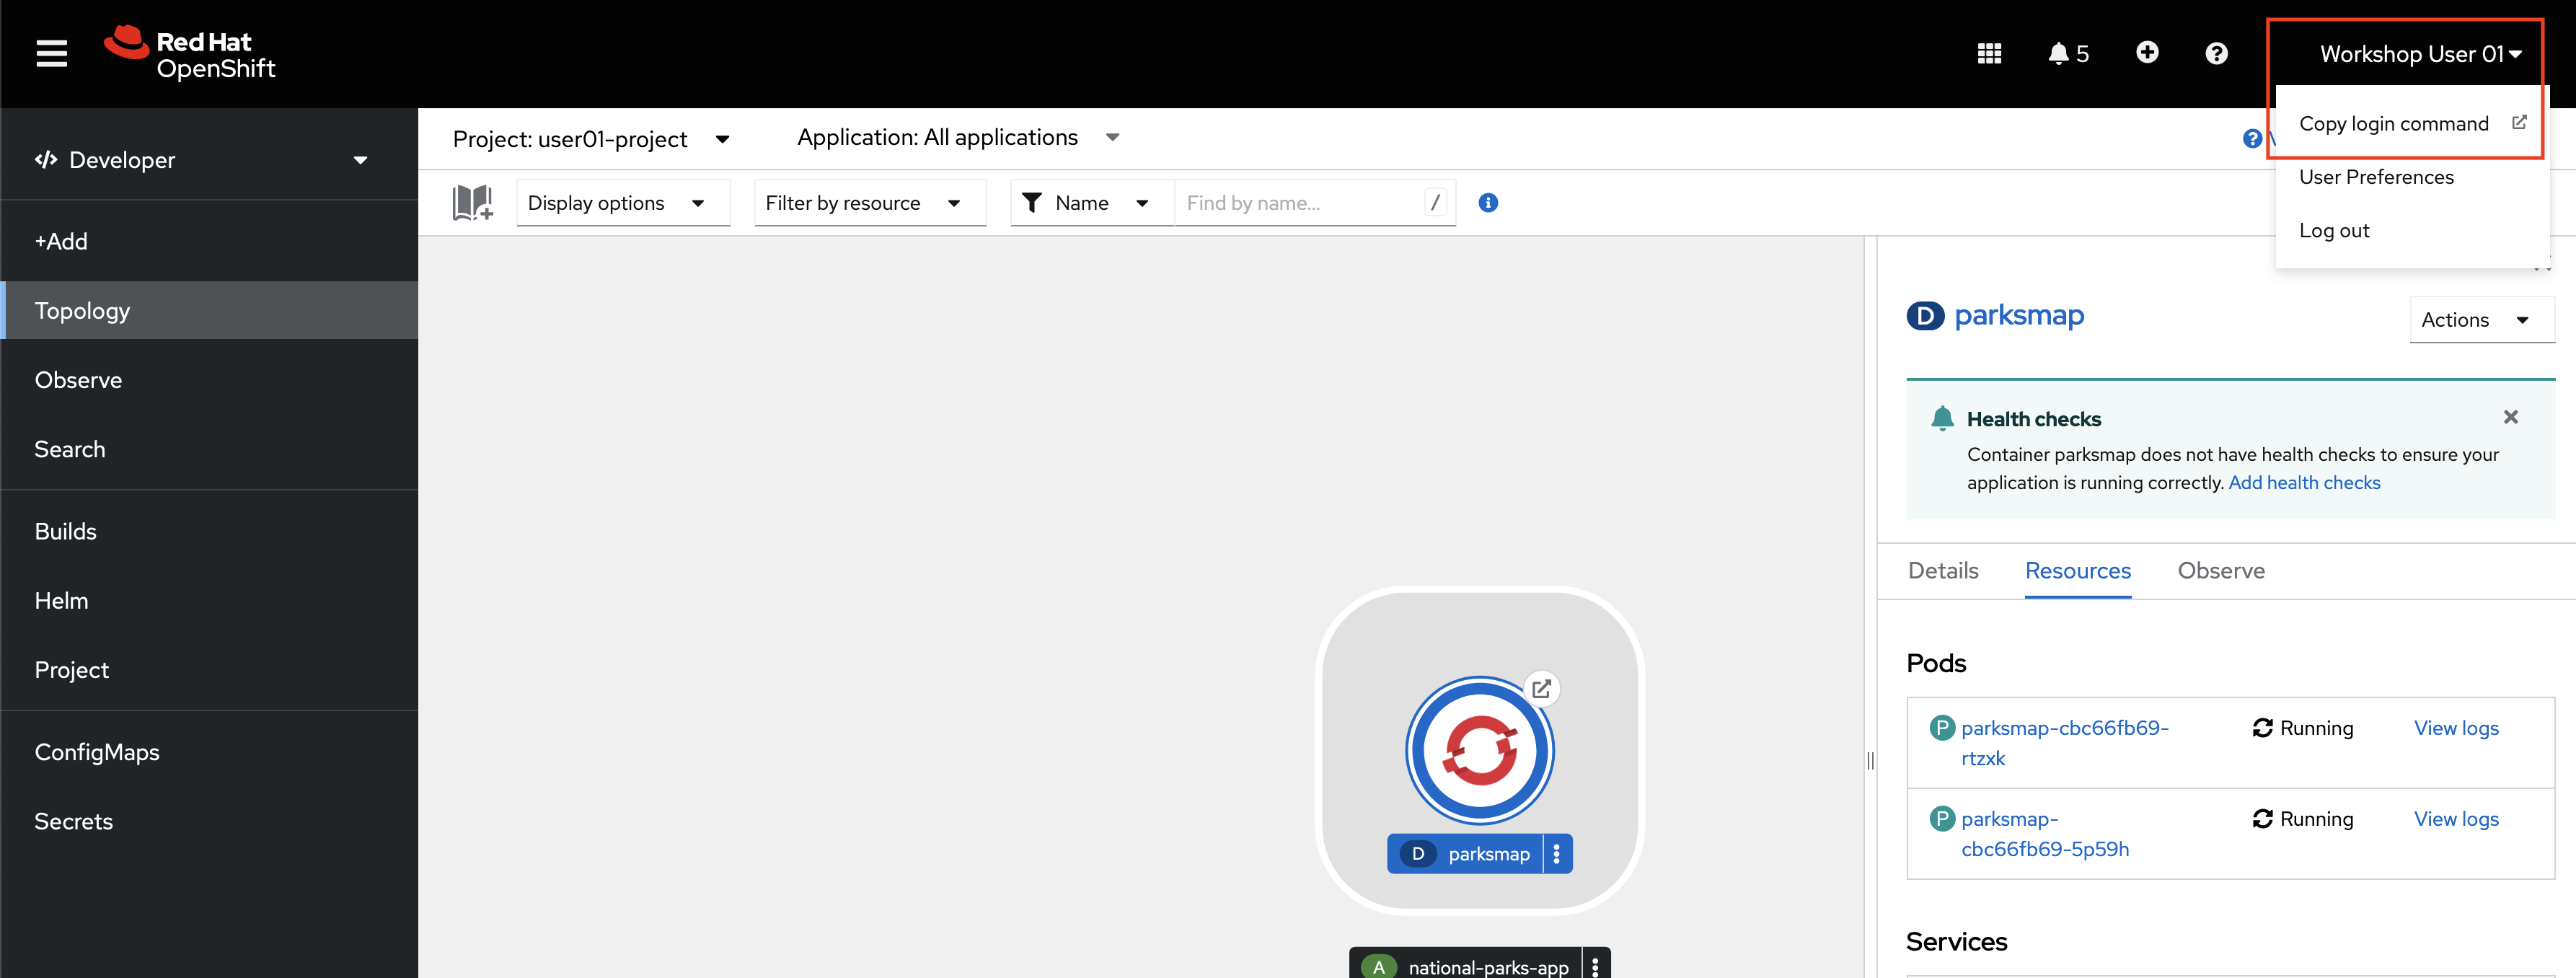 Red Hat
OpenShift
5
Workshop User 01
Copy login command
User Preferences
Log out
Developer
+Add
Topology
Observe
Search
Builds
Helm
Project
ConfigMaps
Secrets
Project: user01-project
Application: All applications
Display options
Filter by resource
Name
Find by name...
/
D parksmap
Actions
Health checks
Container parksmap does not have health checks to ensure your
application is running correctly. Add health checks
Details Resources Observe
Pods
P parksmap-cbc66fb69-
rtzxk
Running
View logs
P parksmap-
cbc66fb69-5p59h
Running
View logs
Services
D parksmap
A national-parks-app